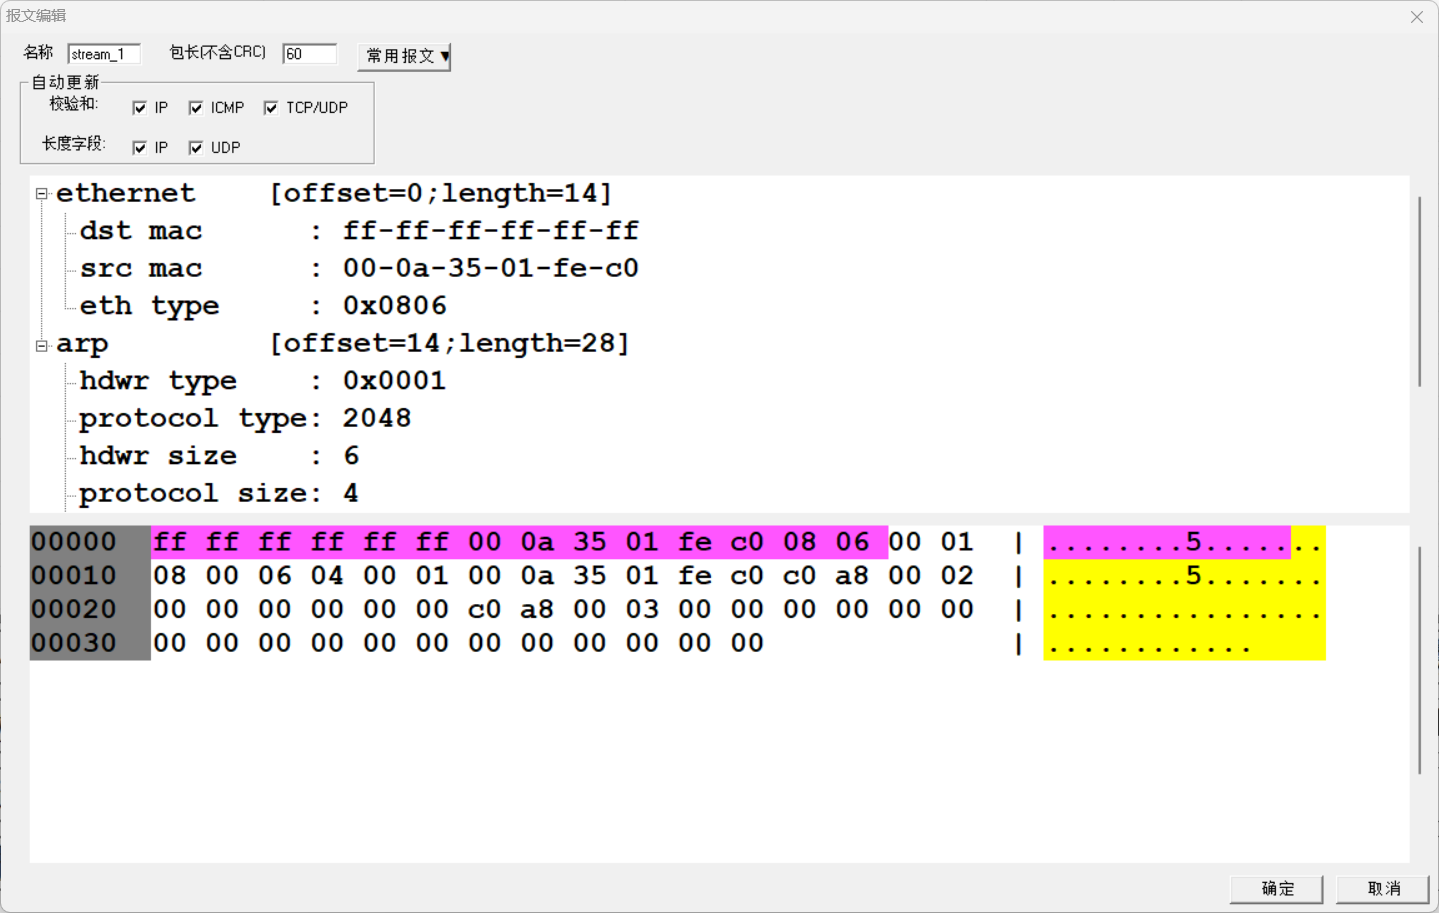 报文编辑
名称 stream_1 包长(不含CRC) 60 常用报文▼
自动更新
校验和: IP ICMP TCP/UDP
长度字段: IP UDP
ethernet [offset=0;length=14]
dst mac : ff-ff-ff-ff-ff-ff
src mac : 00-0a-35-01-fe-c0
eth type : 0x0806
arp [offset=14;length=28]
hdwr type : 0x0001
protocol type: 2048
hdwr size : 6
protocol size: 4
00000 ff ff ff ff ff ff 00 0a 35 01 fe c0 08 06 00 01 | ........5.......
00010 08 00 06 04 00 01 00 0a 35 01 fe c0 c0 a8 00 02 | ........5.......
00020 00 00 00 00 00 00 c0 a8 00 03 00 00 00 00 00 00 | ................
00030 00 00 00 00 00 00 00 00 00 00 00 00 | ............
确定 取消